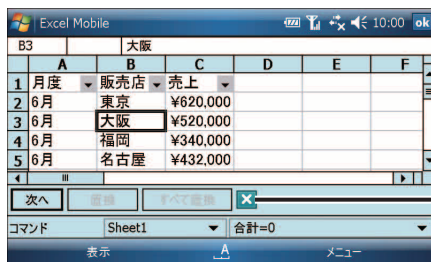 Excel Mobile 10:00 ok
B3 大阪
A B C D E F
1 月度 販売店 売上
2 6月 東京 ¥620,000
3 6月 大阪 ¥520,000
4 6月 福岡 ¥340,000
5 6月 名古屋 ¥432,000
次へ 置換 すべて置換
コマンド Sheet1 合計=0
表示 A メニュー